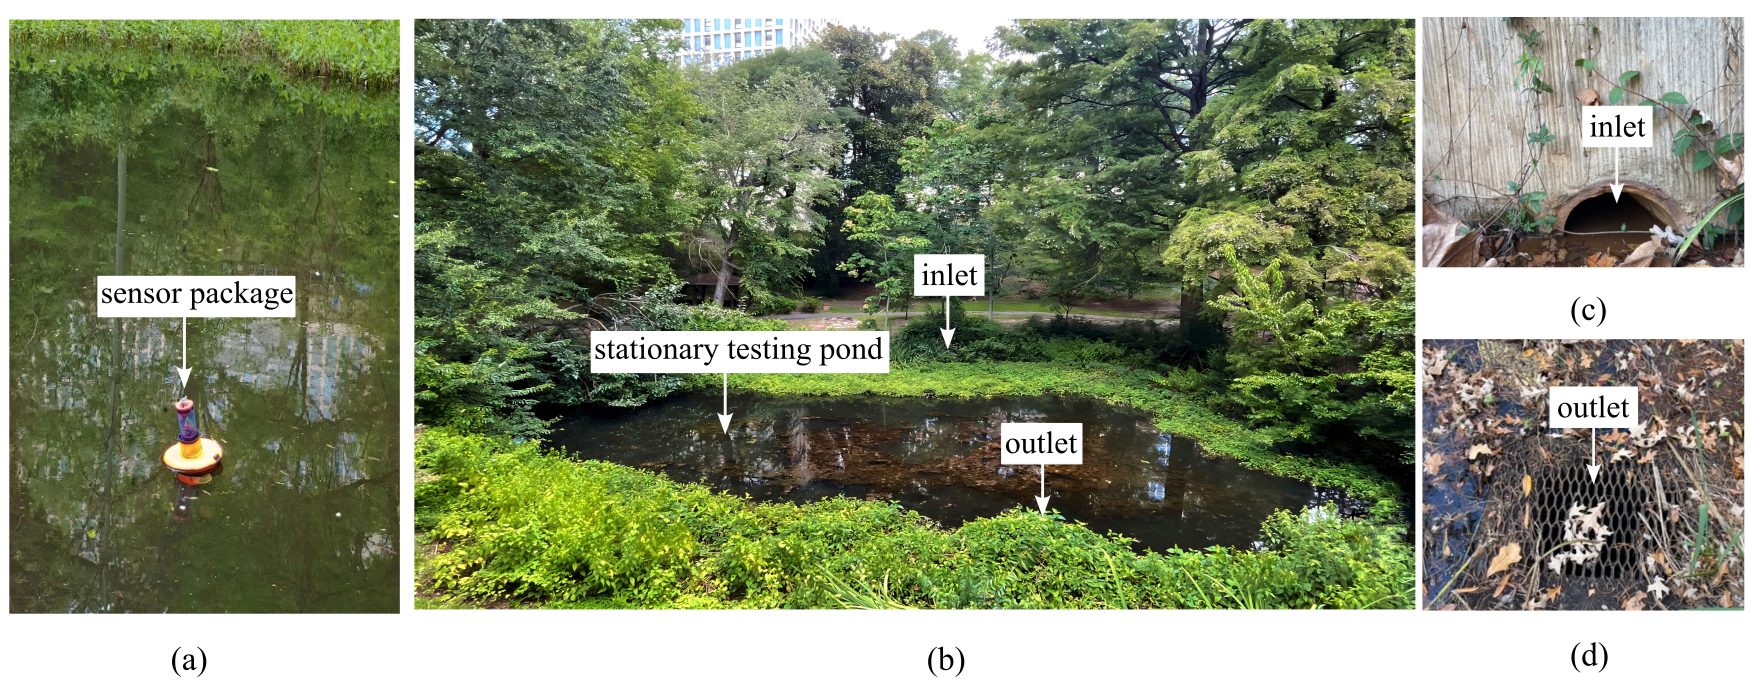 sensor package
(a)
inlet
stationary testing pond
outlet
(b)
inlet
(c)
outlet
(d)